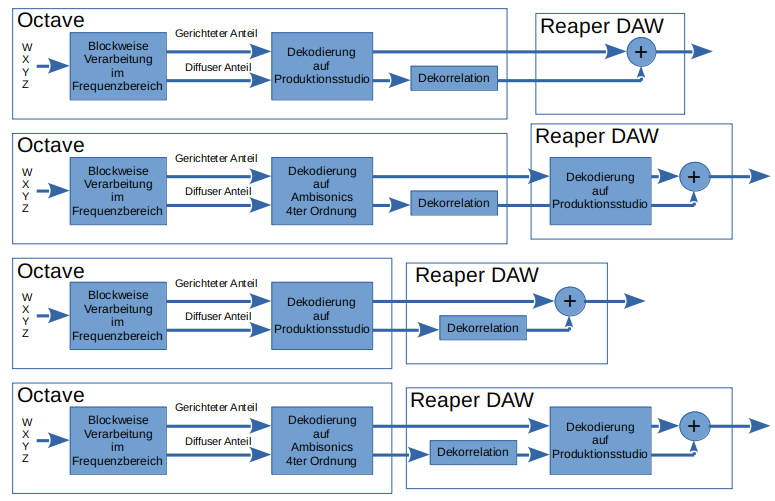 Octave
Reaper DAW
W
X
Y
Z
Blockweise
Verarbeitung
im
Frequenzbereich
Gerichteter Anteil
Diffuser Anteil
Dekodierung
auf
Produktionsstudio
Dekorrelation
+
Octave
Reaper DAW
W
X
Y
Z
Blockweise
Verarbeitung
im
Frequenzbereich
Gerichteter Anteil
Diffuser Anteil
Dekodierung
auf
Ambisonics
4ter Ordnung
Dekorrelation
Dekodierung
auf
Produktionsstudio
+
Octave
Reaper DAW
W
X
Y
Z
Blockweise
Verarbeitung
im
Frequenzbereich
Gerichteter Anteil
Diffuser Anteil
Dekodierung
auf
Produktionsstudio
Dekorrelation
+
Octave
Reaper DAW
W
X
Y
Z
Blockweise
Verarbeitung
im
Frequenzbereich
Gerichteter Anteil
Diffuser Anteil
Dekodierung
auf
Ambisonics
4ter Ordnung
Dekorrelation
Dekodierung
auf
Produktionsstudio
+